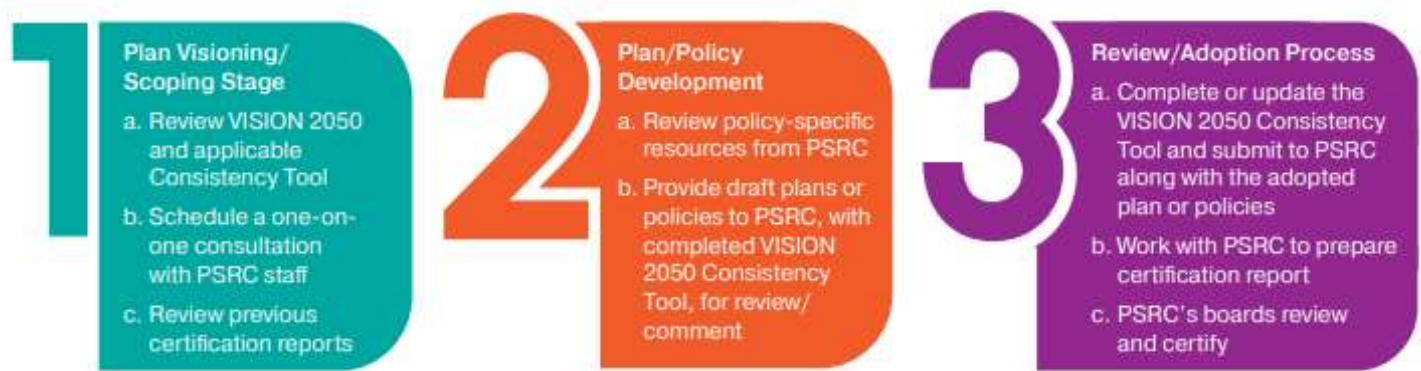 1
Plan Visioning/
Scoping Stage
a. Review VISION 2050
and applicable
Consistency Tool
b. Schedule a one-on-
one consultation
with PSRC staff
c. Review previous
certification reports
2
Plan/Policy
Development
a. Review policy-specific
resources from PSRC
b. Provide draft plans or
policies to PSRC, with
completed VISION
2050 Consistency
Tool, for review/
comment
3
Review/Adoption Process
a. Complete or update the
VISION 2050 Consistency
Tool and submit to PSRC
along with the adopted
plan or policies
b. Work with PSRC to prepare
certification report
c. PSRC's boards review
and certify